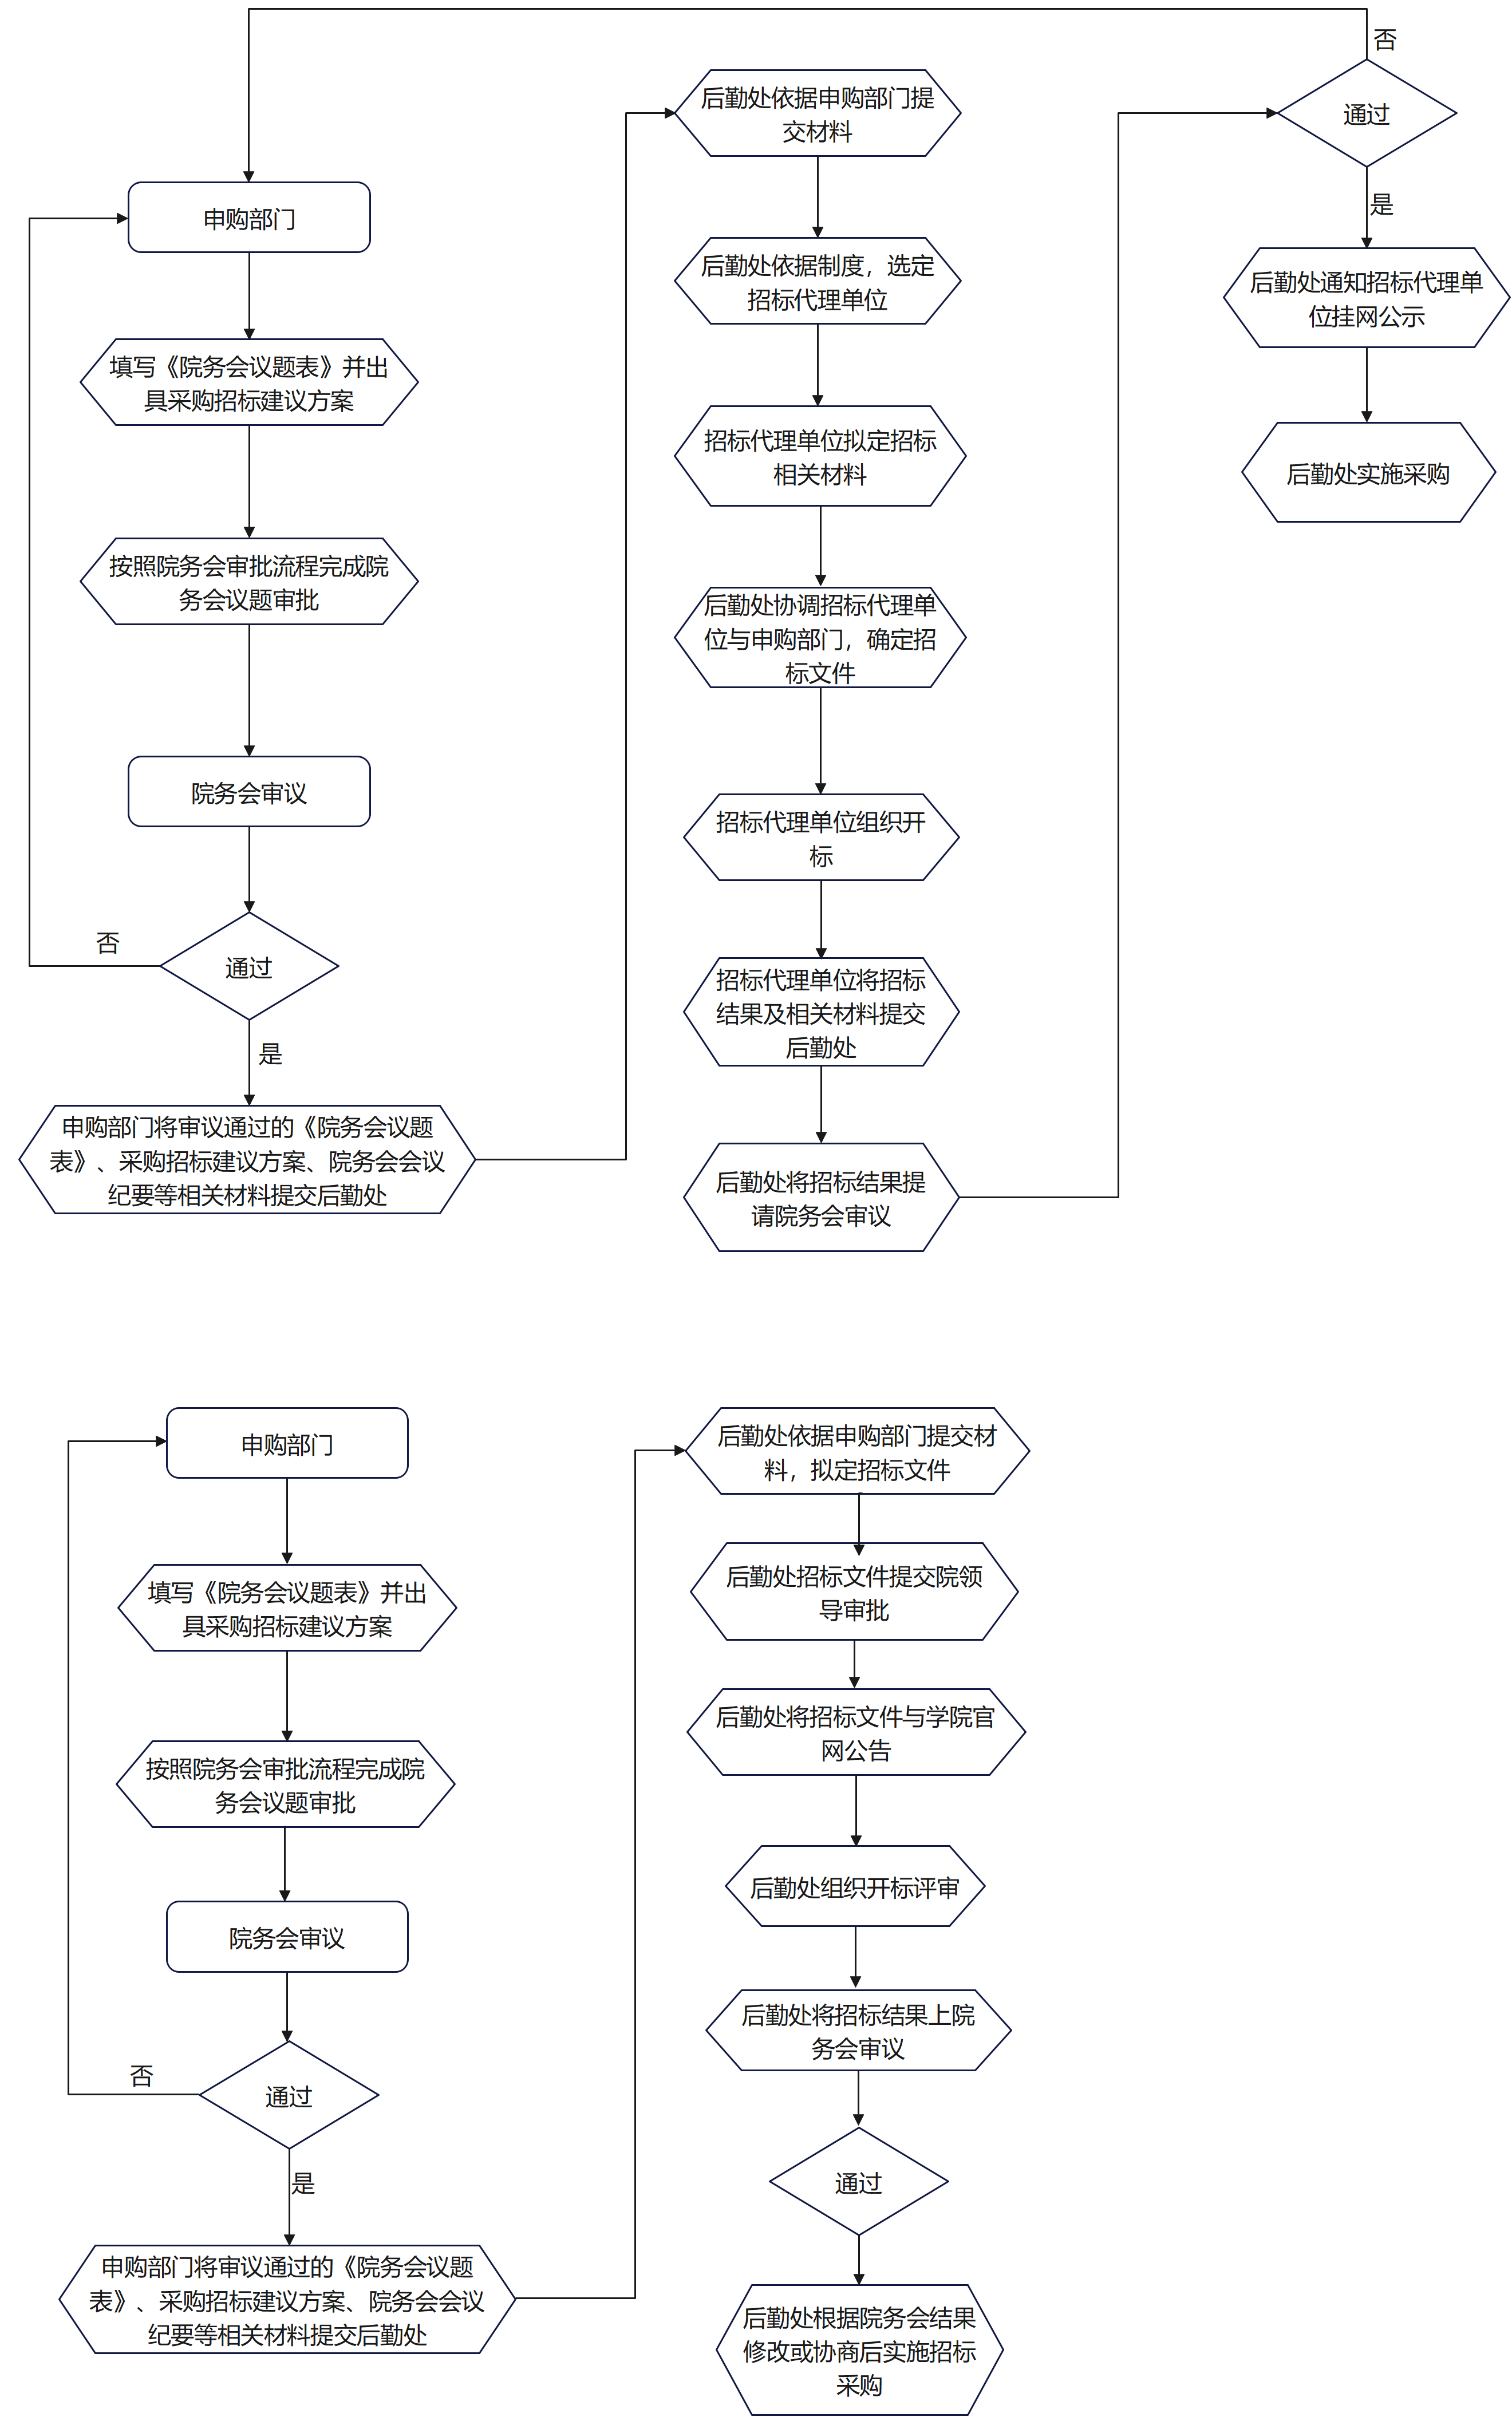 申购部门
填写《院务会议题表》并出
具采购招标建议方案
按照院务会审批流程完成院
务会议题审批
院务会审议
通过
否
是
申购部门将审议通过的《院务会议题
表》、采购招标建议方案、院务会会议
纪要等相关材料提交后勤处
后勤处依据申购部门提
交材料
后勤处依据制度，选定
招标代理单位
招标代理单位拟定招标
相关材料
后勤处协调招标代理单
位与申购部门，确定招
标文件
招标代理单位组织开
标
招标代理单位将招标
结果及相关材料提交
后勤处
后勤处将招标结果提
请院务会审议
否
通过
是
后勤处通知招标代理单
位挂网公示
后勤处实施采购
申购部门
填写《院务会议题表》并出
具采购招标建议方案
按照院务会审批流程完成院
务会议题审批
院务会审议
否
通过
是
申购部门将审议通过的《院务会议题
表》、采购招标建议方案、院务会会议
纪要等相关材料提交后勤处
后勤处依据申购部门提交材
料，拟定招标文件
后勤处招标文件提交院领
导审批
后勤处将招标文件与学院官
网公告
后勤处组织开标评审
后勤处将招标结果上院
务会审议
通过
后勤处根据院务会结果
修改或协商后实施招标
采购